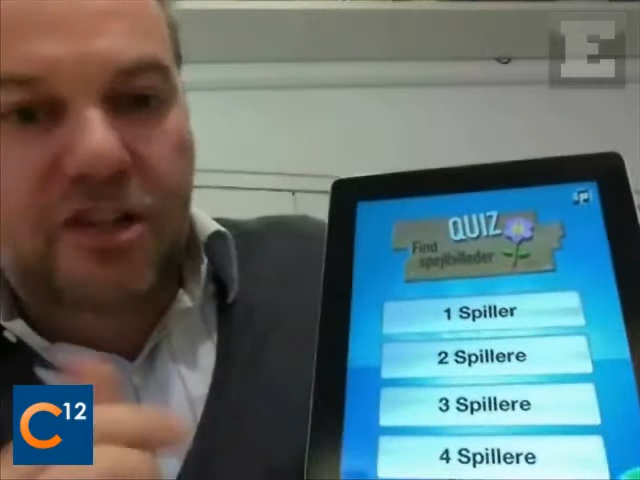 E
QUIZ
Find
spejlbilleder
1 Spiller
2 Spillere
3 Spillere
4 Spillere
C12